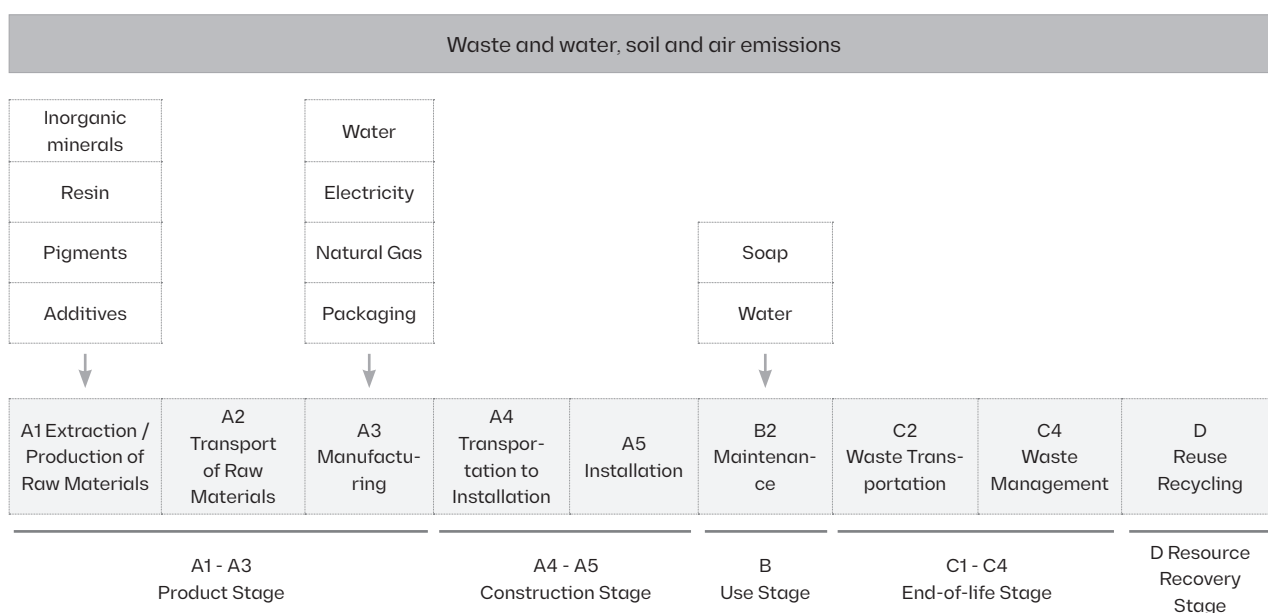 Waste and water, soil and air emissions
Inorganic
minerals
Resin
Pigments
Additives
Water
Electricity
Natural Gas
Packaging
Soap
Water
A1 Extraction /
Production of
Raw Materials
A2
Transport
of Raw
Materials
A3
Manufactu-
ring
A4
Transpor-
tation to
Installation
A5
Installation
B2
Maintenan-
ce
C2
Waste Trans-
portation
C4
Waste
Management
D
Reuse
Recycling
A1 - A3
Product Stage
A4 - A5
Construction Stage
B
Use Stage
C1 - C4
End-of-life Stage
D Resource
Recovery
Stage